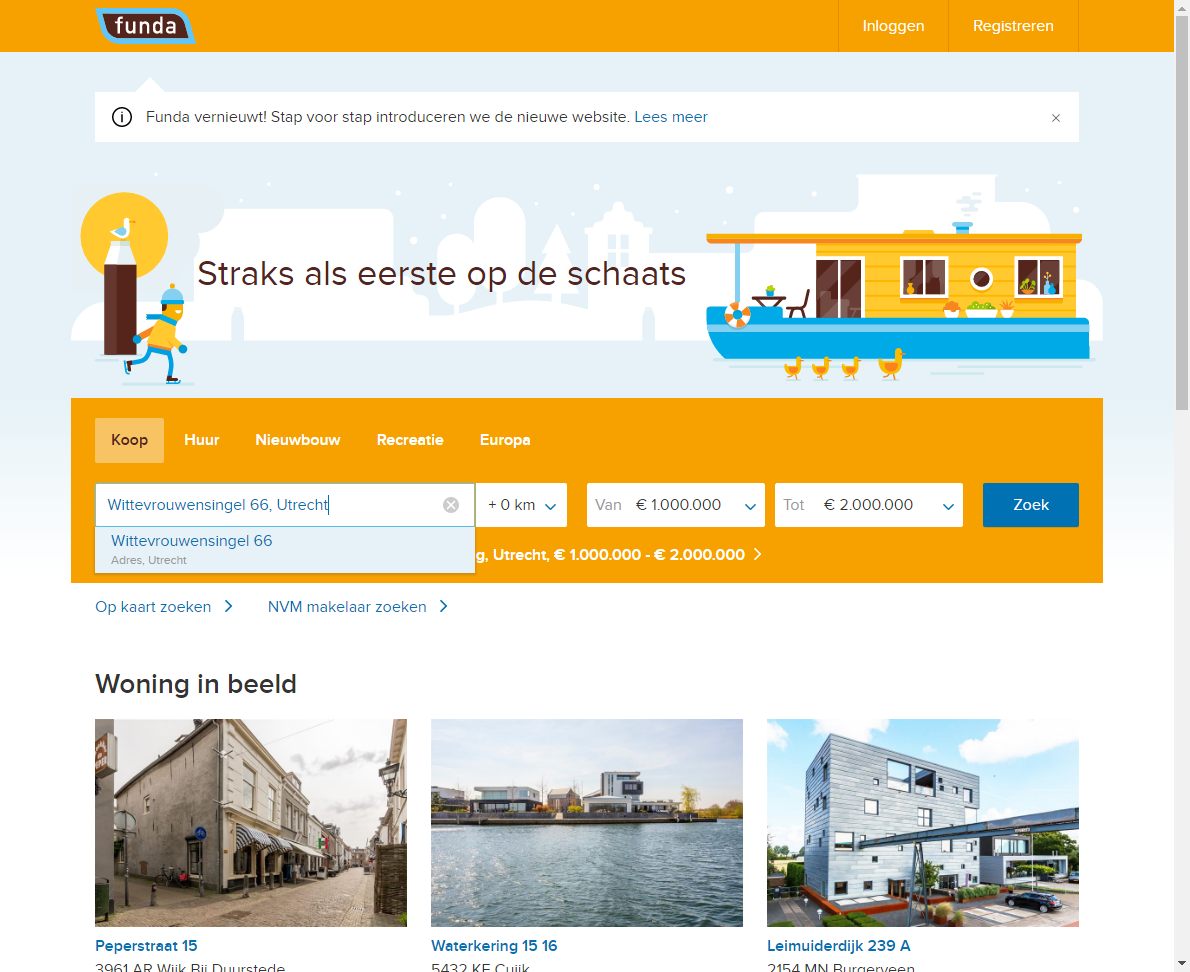 funda
Inloggen
Registreren
Funda vernieuwt! Stap voor stap introduceren we de nieuwe website. Lees meer
Straks als eerste op de schaats
Koop
Huur
Nieuwbouw
Recreatie
Europa
Wittevrouwensingel 66, Utrecht
+ 0 km
Van € 1.000.000
Tot € 2.000.000
Zoek
Wittevrouwensingel 66
Adres, Utrecht
g, Utrecht, € 1.000.000 - € 2.000.000
Op kaart zoeken
NVM makelaar zoeken
Woning in beeld
Peperstraat 15
Waterkering 15 16
Leimuiderdijk 239 A
3961 AR Wijk Bij Duurstede
5432 KE Cuijk
2154 MN Burgerveen